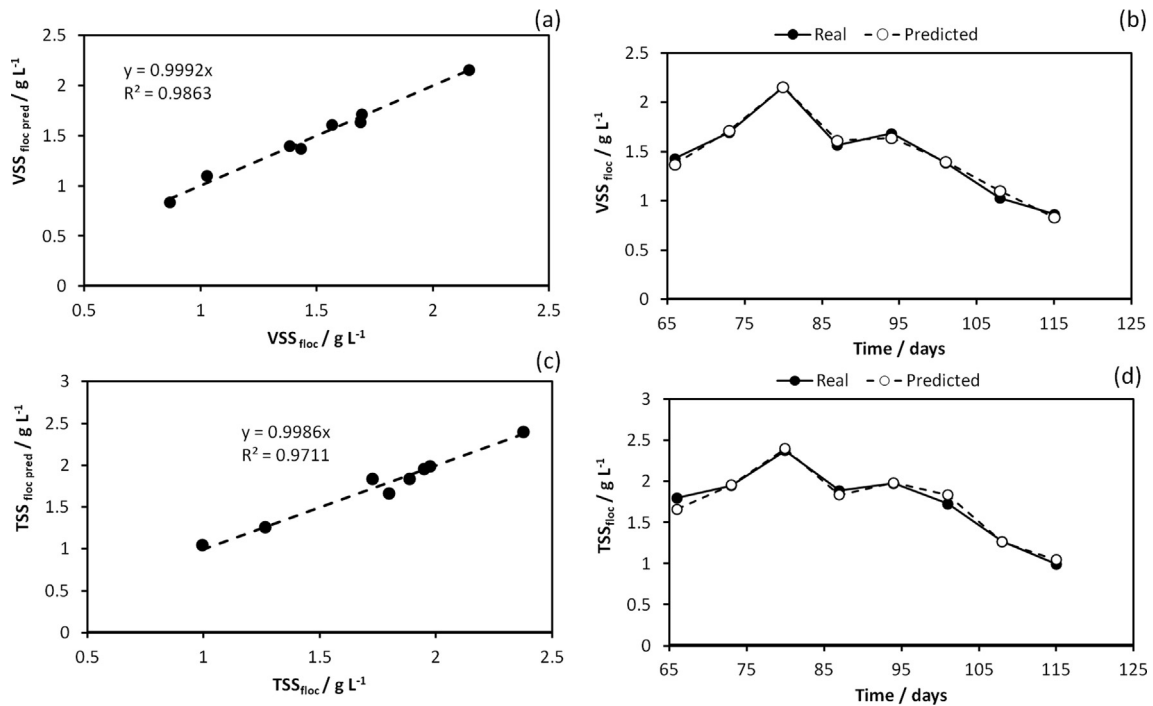 (a)
VSS floc pred / g L-1
2.5
2
1.5
1
0.5
0
y = 0.9992x
R² = 0.9863
0.5 1 1.5 2 2.5
VSS floc / g L-1
(b)
Real Predicted
VSS floc / g L-1
2.5
2
1.5
1
0.5
0
65 75 85 95 105 115 125
Time / days
(c)
TSS floc pred / g L-1
3
2.5
2
1.5
1
0.5
0
y = 0.9986x
R² = 0.9711
0.5 1 1.5 2 2.5
TSS floc / g L-1
(d)
Real Predicted
TSS floc / g L-1
3
2.5
2
1.5
1
0.5
0
65 75 85 95 105 115 125
Time / days